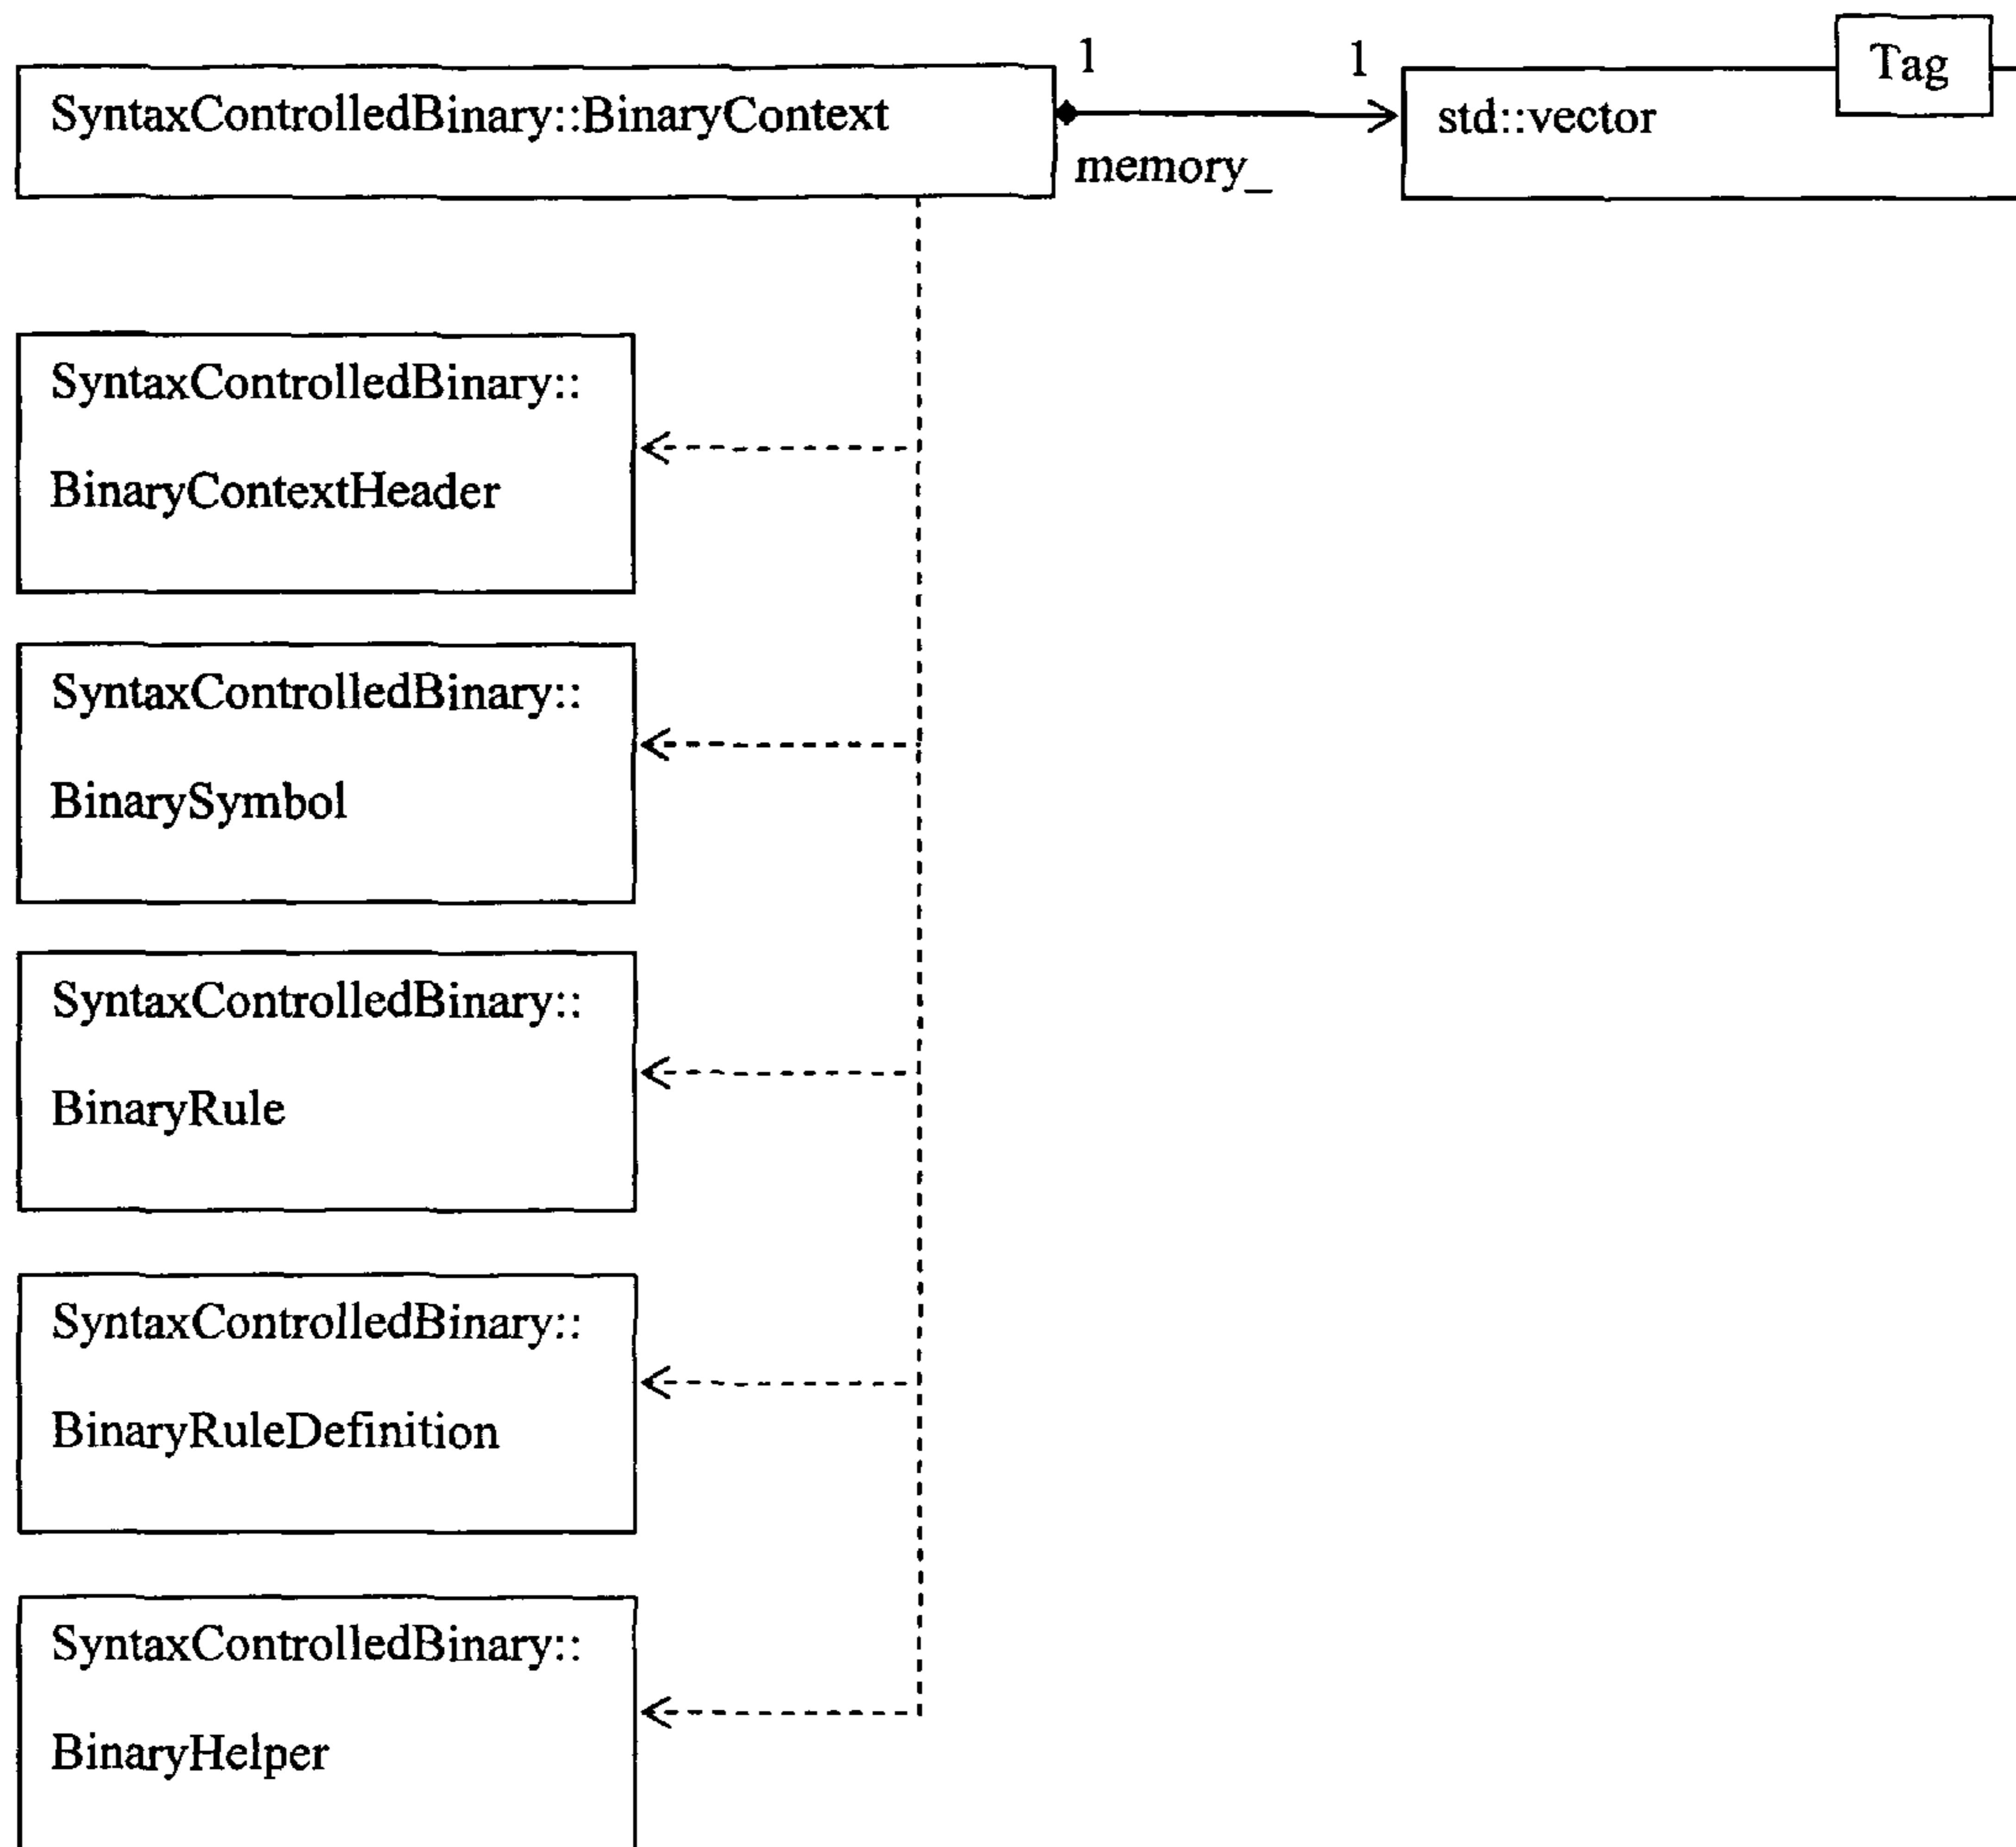 1
1
Tag
SyntaxControlledBinary::BinaryContext
std::vector
memory_
SyntaxControlledBinary::
BinaryContextHeader
SyntaxControlledBinary::
BinarySymbol
SyntaxControlledBinary::
BinaryRule
SyntaxControlledBinary::
BinaryRuleDefinition
SyntaxControlledBinary::
BinaryHelper